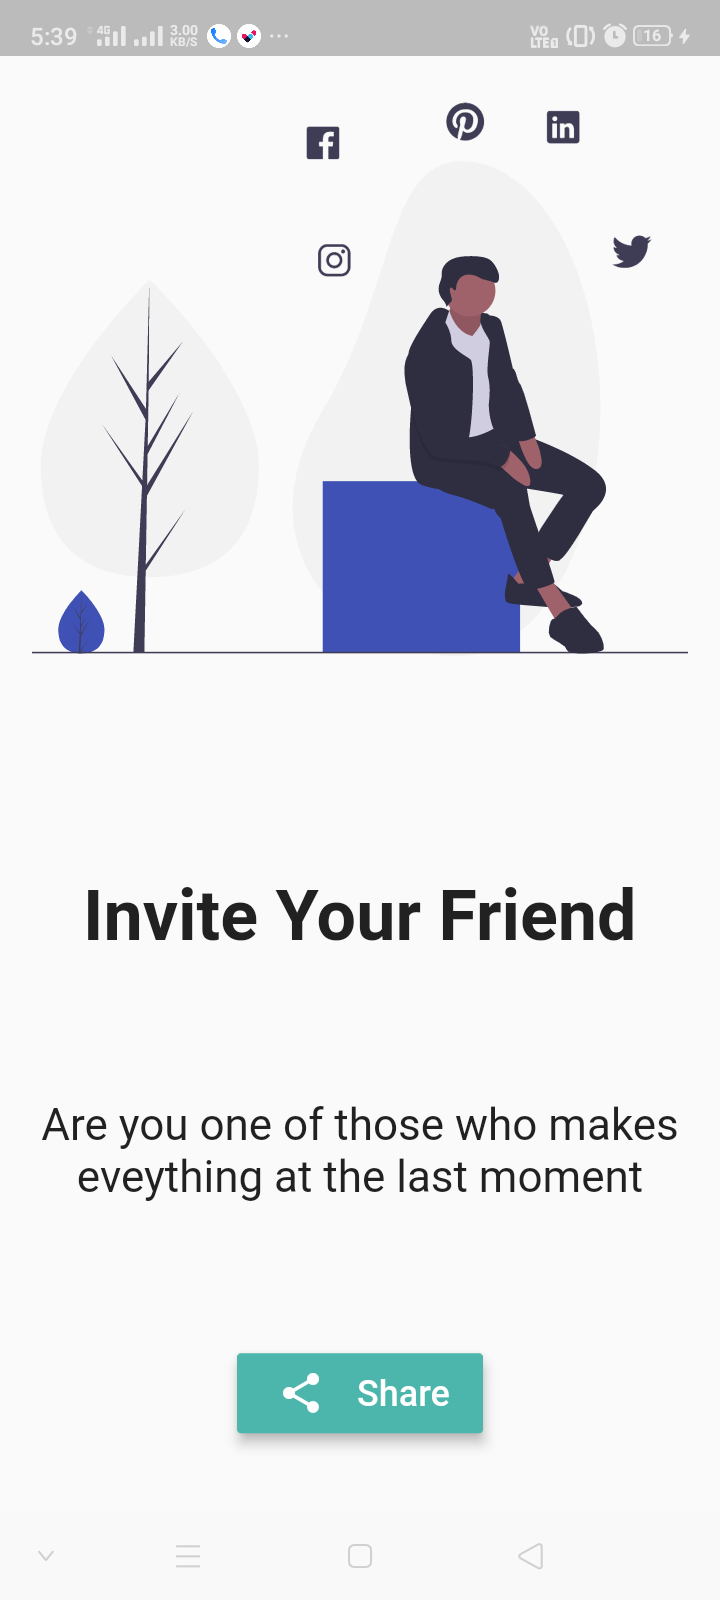 5:39 4G 3.00 KB/S VO LTE 16
in
Invite Your Friend
Are you one of those who makes
eveything at the last moment
Share